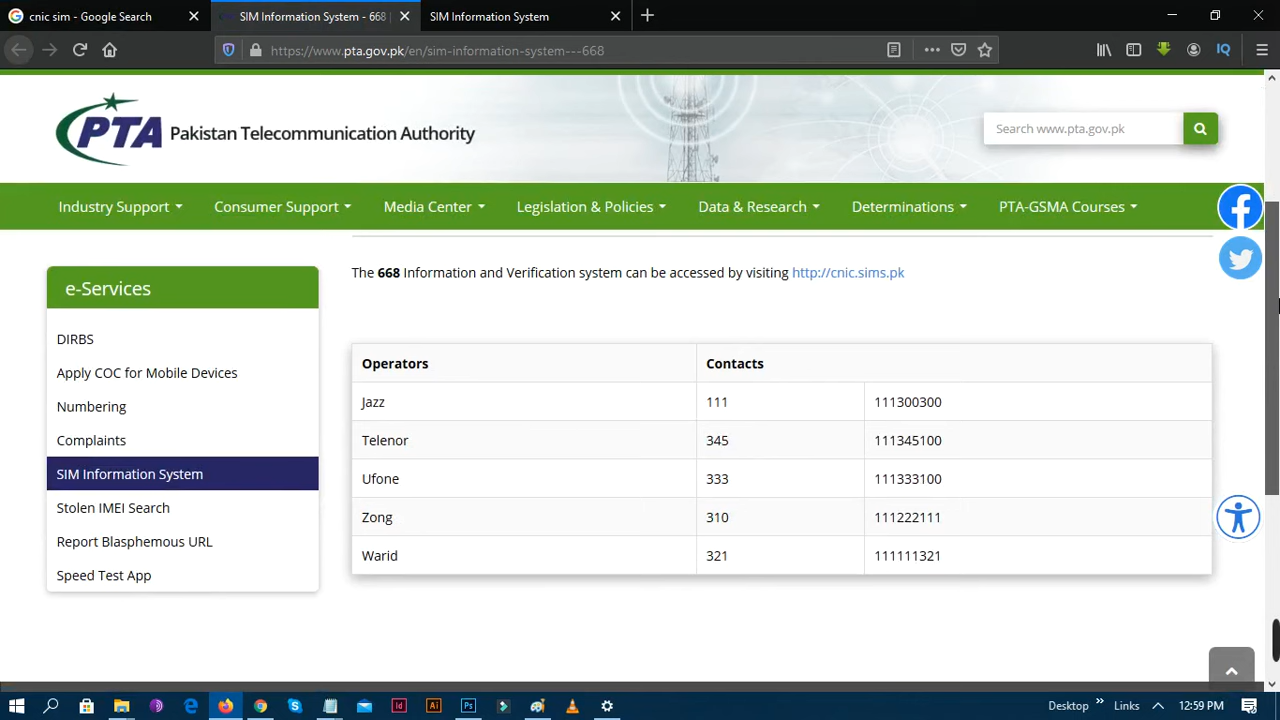 cnic sim - Google Search
SIM Information System - 668 |
SIM Information System
https://www.pta.gov.pk/en/sim-information-system---668
IQ
PTA Pakistan Telecommunication Authority
Search www.pta.gov.pk
Industry Support Consumer Support Media Center Legislation & Policies Data & Research Determinations PTA-GSMA Courses
The 668 Information and Verification system can be accessed by visiting http://cnic.sims.pk
e-Services
DIRBS
Apply COC for Mobile Devices
Numbering
Complaints
SIM Information System
Stolen IMEI Search
Report Blasphemous URL
Speed Test App
Operators Contacts
Jazz 111 111300300
Telenor 345 111345100
Ufone 333 111333100
Zong 310 111222111
Warid 321 111111321
Id Ai Ps
Desktop » Links 12:59 PM